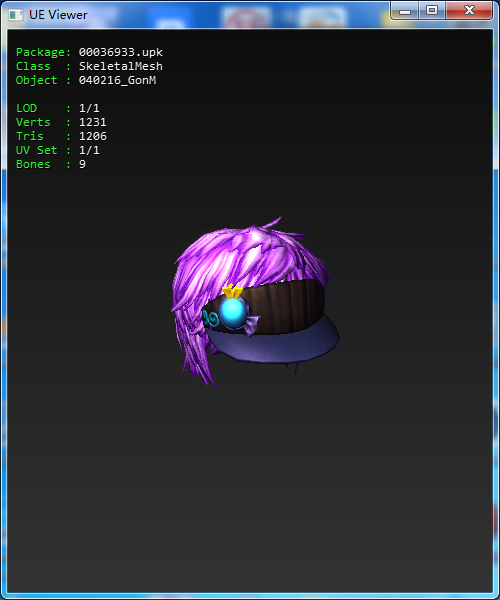 UE Viewer
Package: 00036933.upk
Class : SkeletalMesh
Object : 040216_GonM
LOD : 1/1
Verts : 1231
Tris : 1206
UV Set : 1/1
Bones : 9